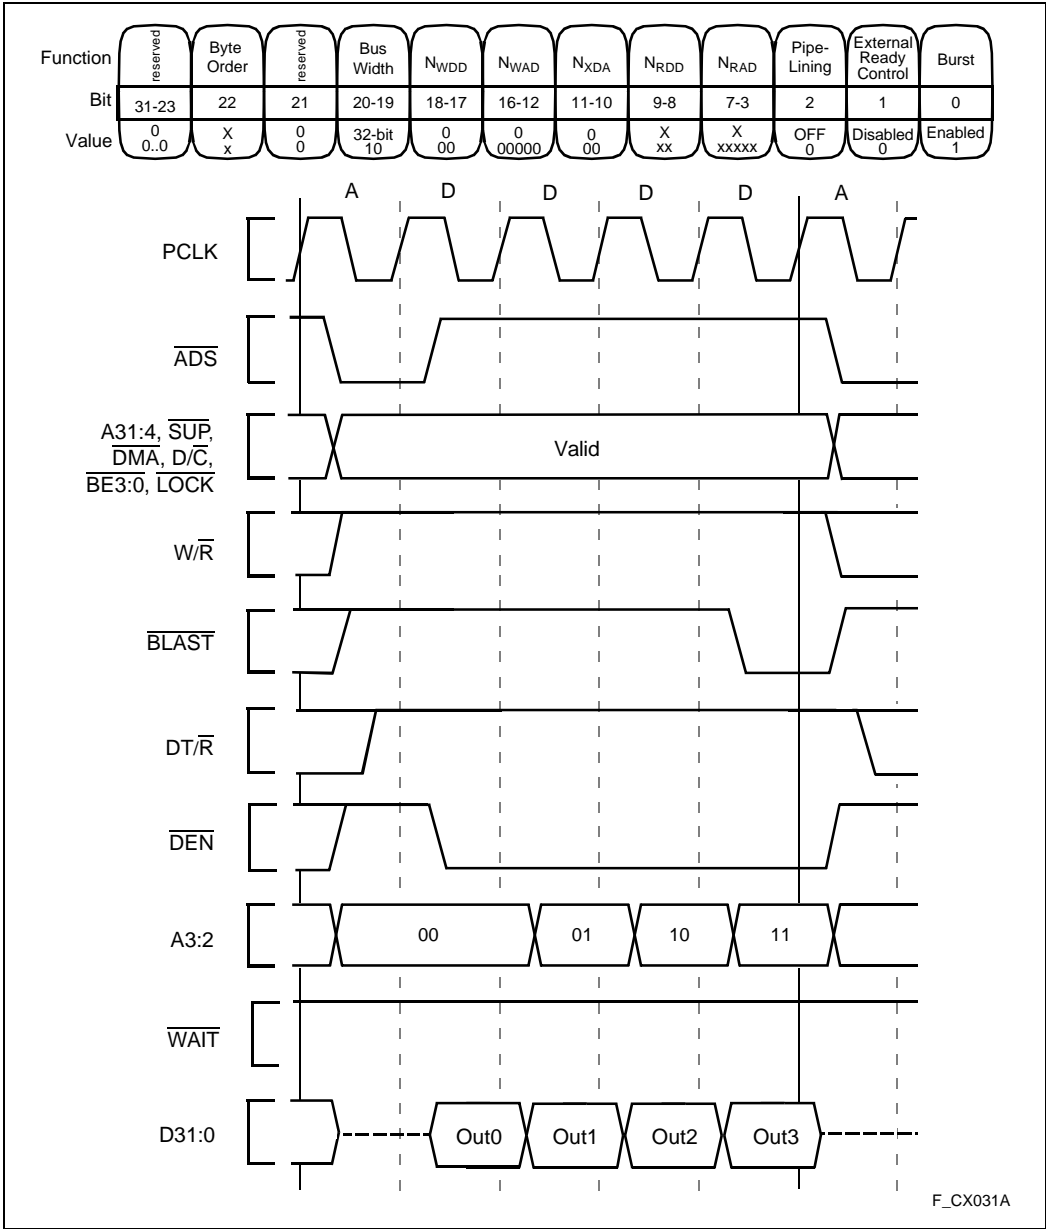 Function reserved Byte Order reserved Bus Width NWDD NWAD NXDA NRDD NRAD Pipe-Lining External Ready Control Burst
Bit 31-23 22 21 20-19 18-17 16-12 11-10 9-8 7-3 2 1 0
Value 0 X 0 32-bit 0 0 0 X X OFF Disabled Enabled
0..0 x 0 10 00 00000 00 xx xxxxx 0 0 1
A D D D D A
PCLK
ADS
A31:4, SUP,
DMA, D/C,
BE3:0, LOCK
Valid
W/R
BLAST
DT/R
DEN
A3:2 00 01 10 11
WAIT
D31:0 Out0 Out1 Out2 Out3
F_CX031A